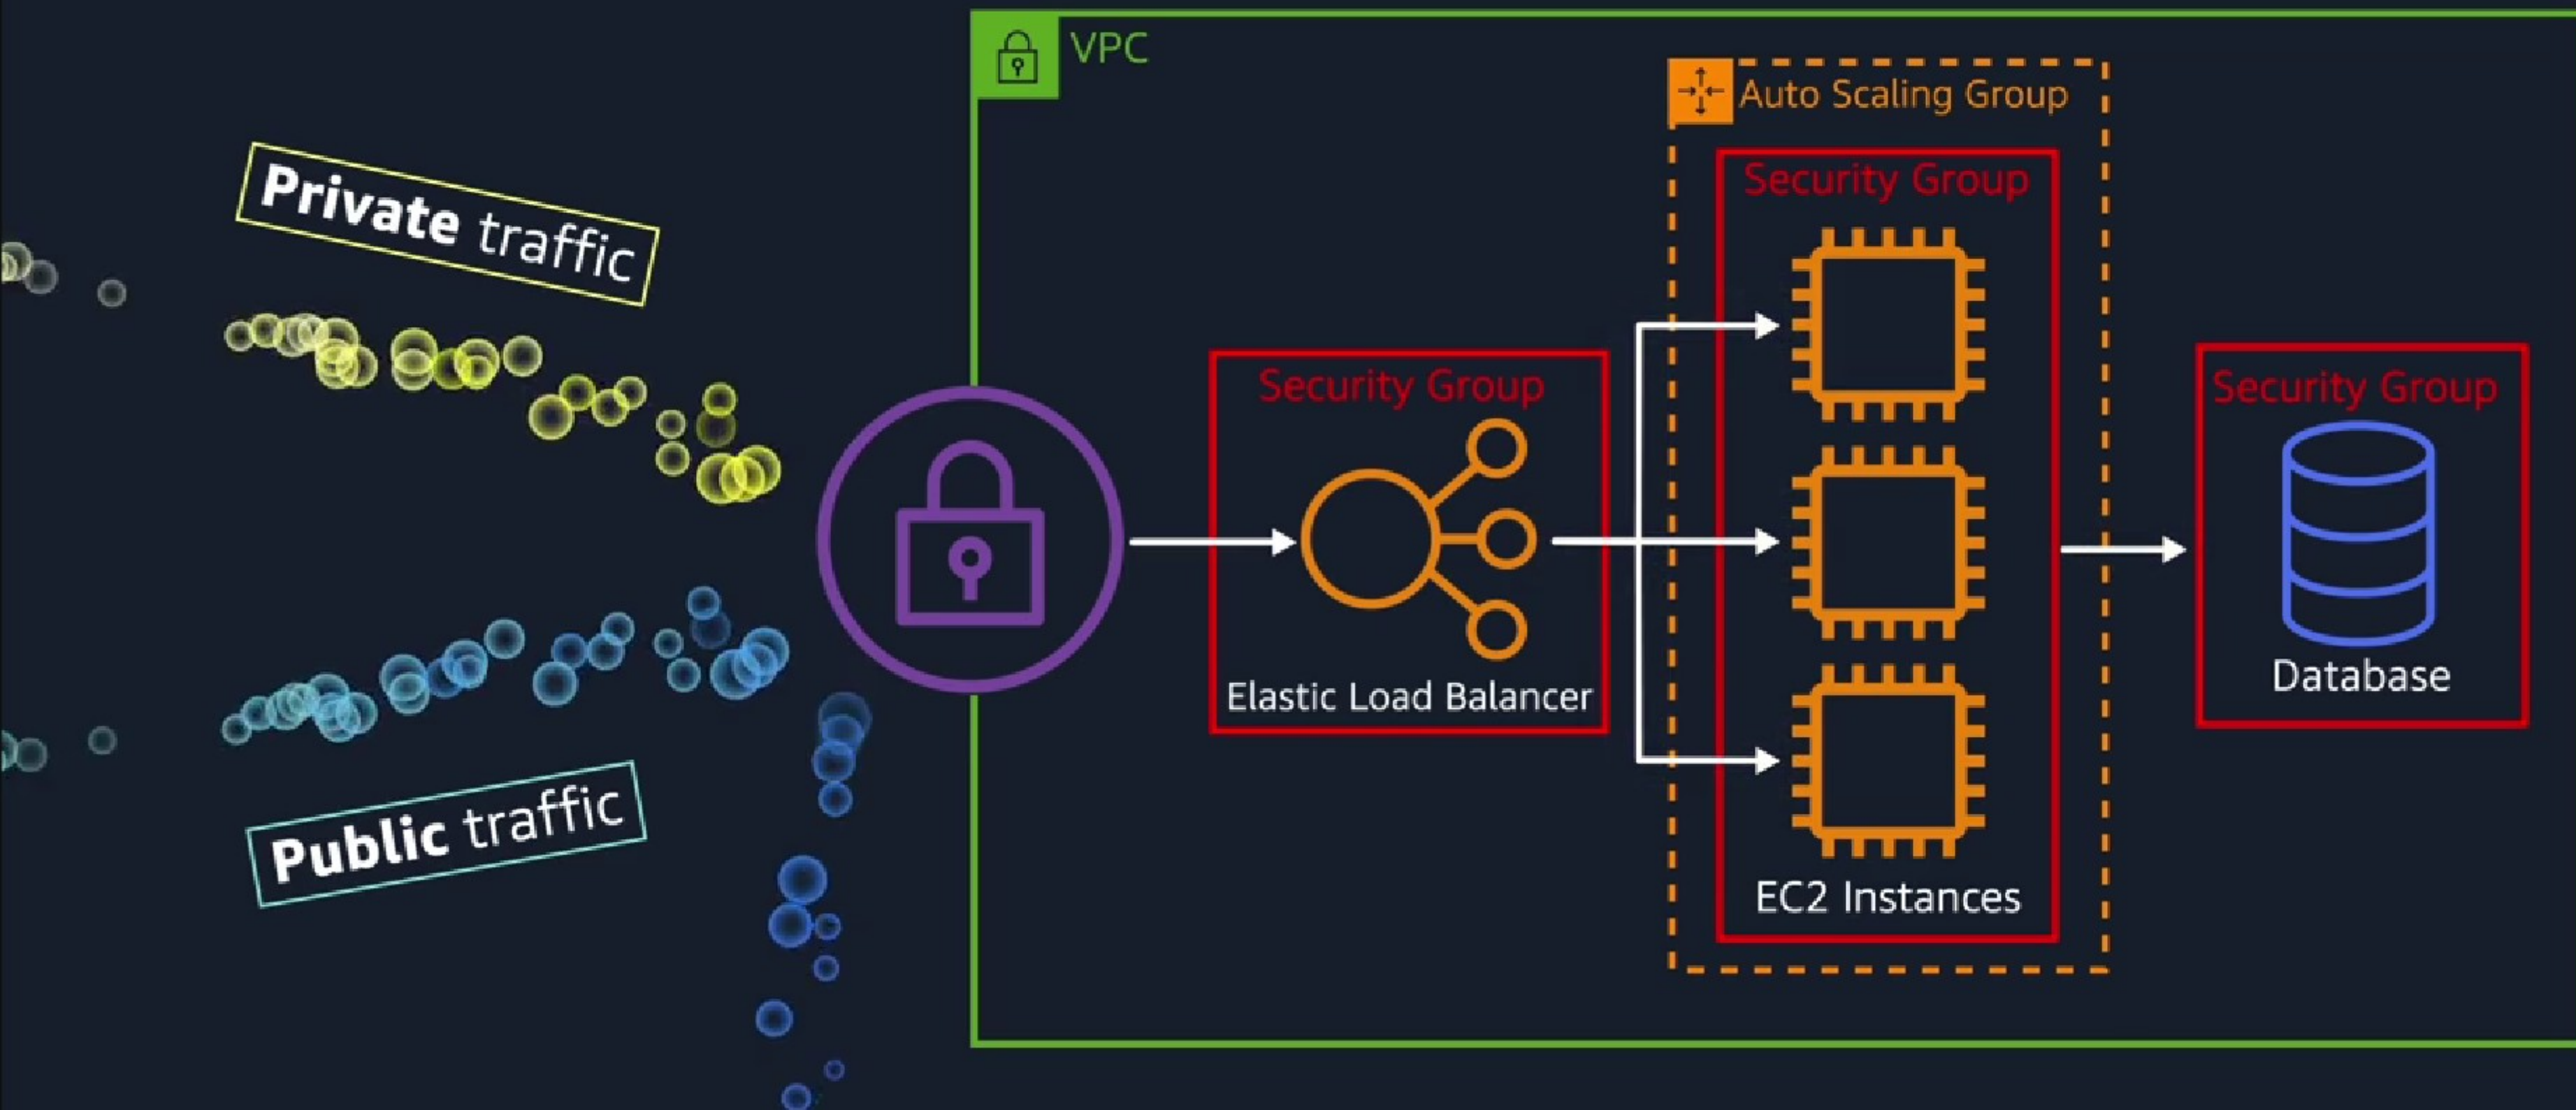 VPC
Auto Scaling Group
Private traffic
Security Group
Security Group
Security Group
Elastic Load Balancer
Database
Public traffic
EC2 Instances